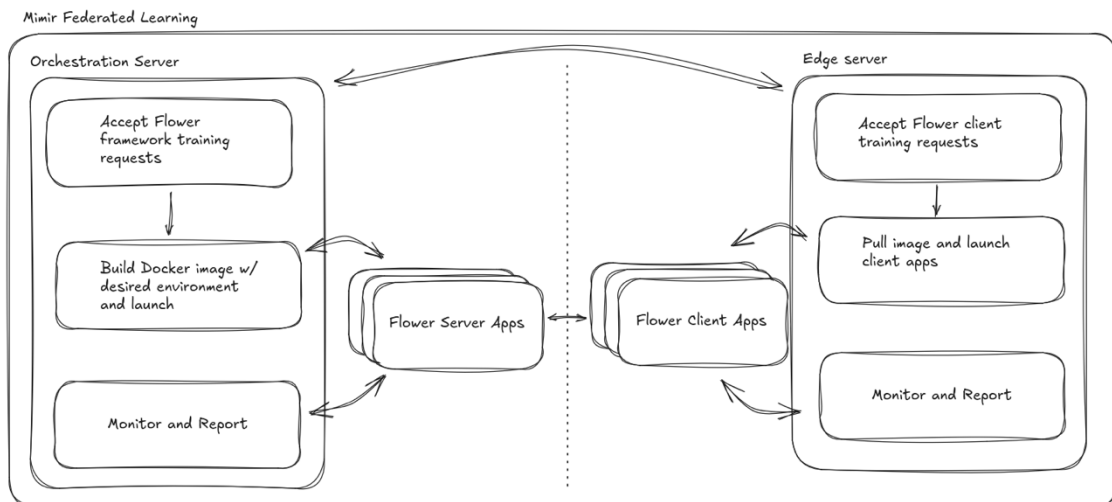 Mimir Federated Learning
Orchestration Server
Accept Flower
framework training
requests
Build Docker image w/
desired environment
and launch
Monitor and Report
Flower Server Apps
Flower Client Apps
Edge server
Accept Flower client
training requests
Pull image and launch
client apps
Monitor and Report